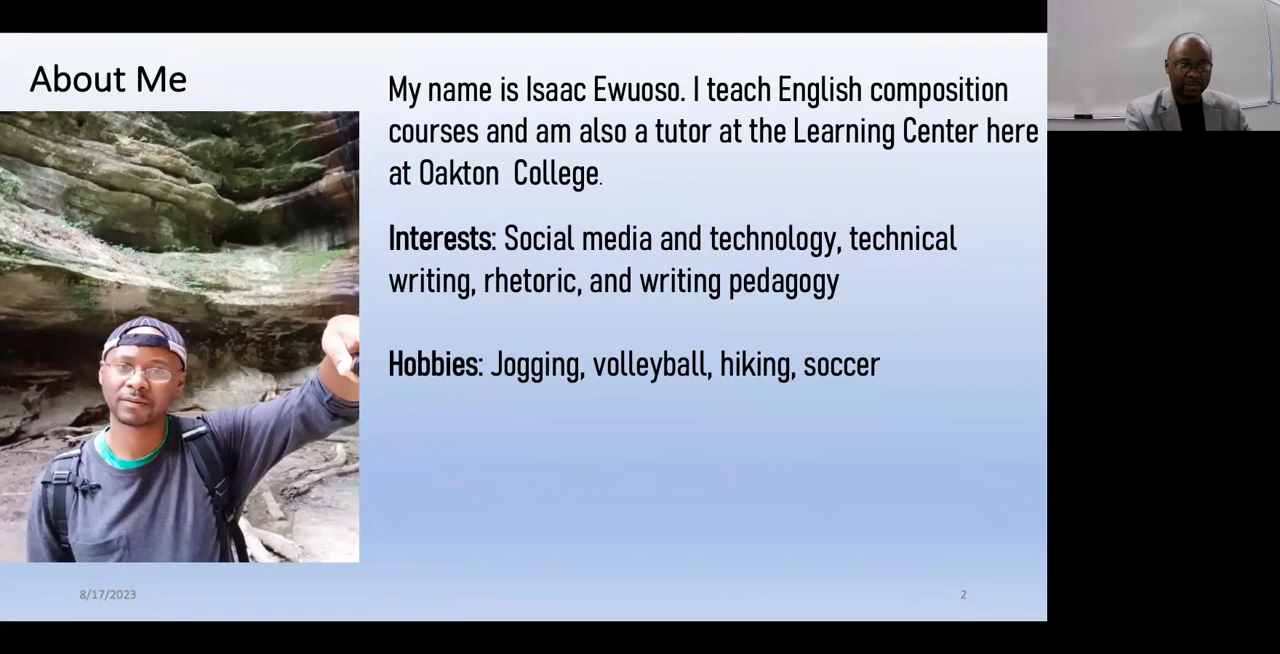 About Me
My name is Isaac Ewuoso. I teach English composition
courses and am also a tutor at the Learning Center here
at Oakton College.
Interests: Social media and technology, technical
writing, rhetoric, and writing pedagogy
Hobbies: Jogging, volleyball, hiking, soccer
8/17/2023
2